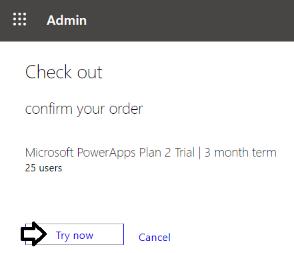 Admin
Check out
confirm your order
Microsoft PowerApps Plan 2 Trial | 3 month term
25 users
Try now Cancel